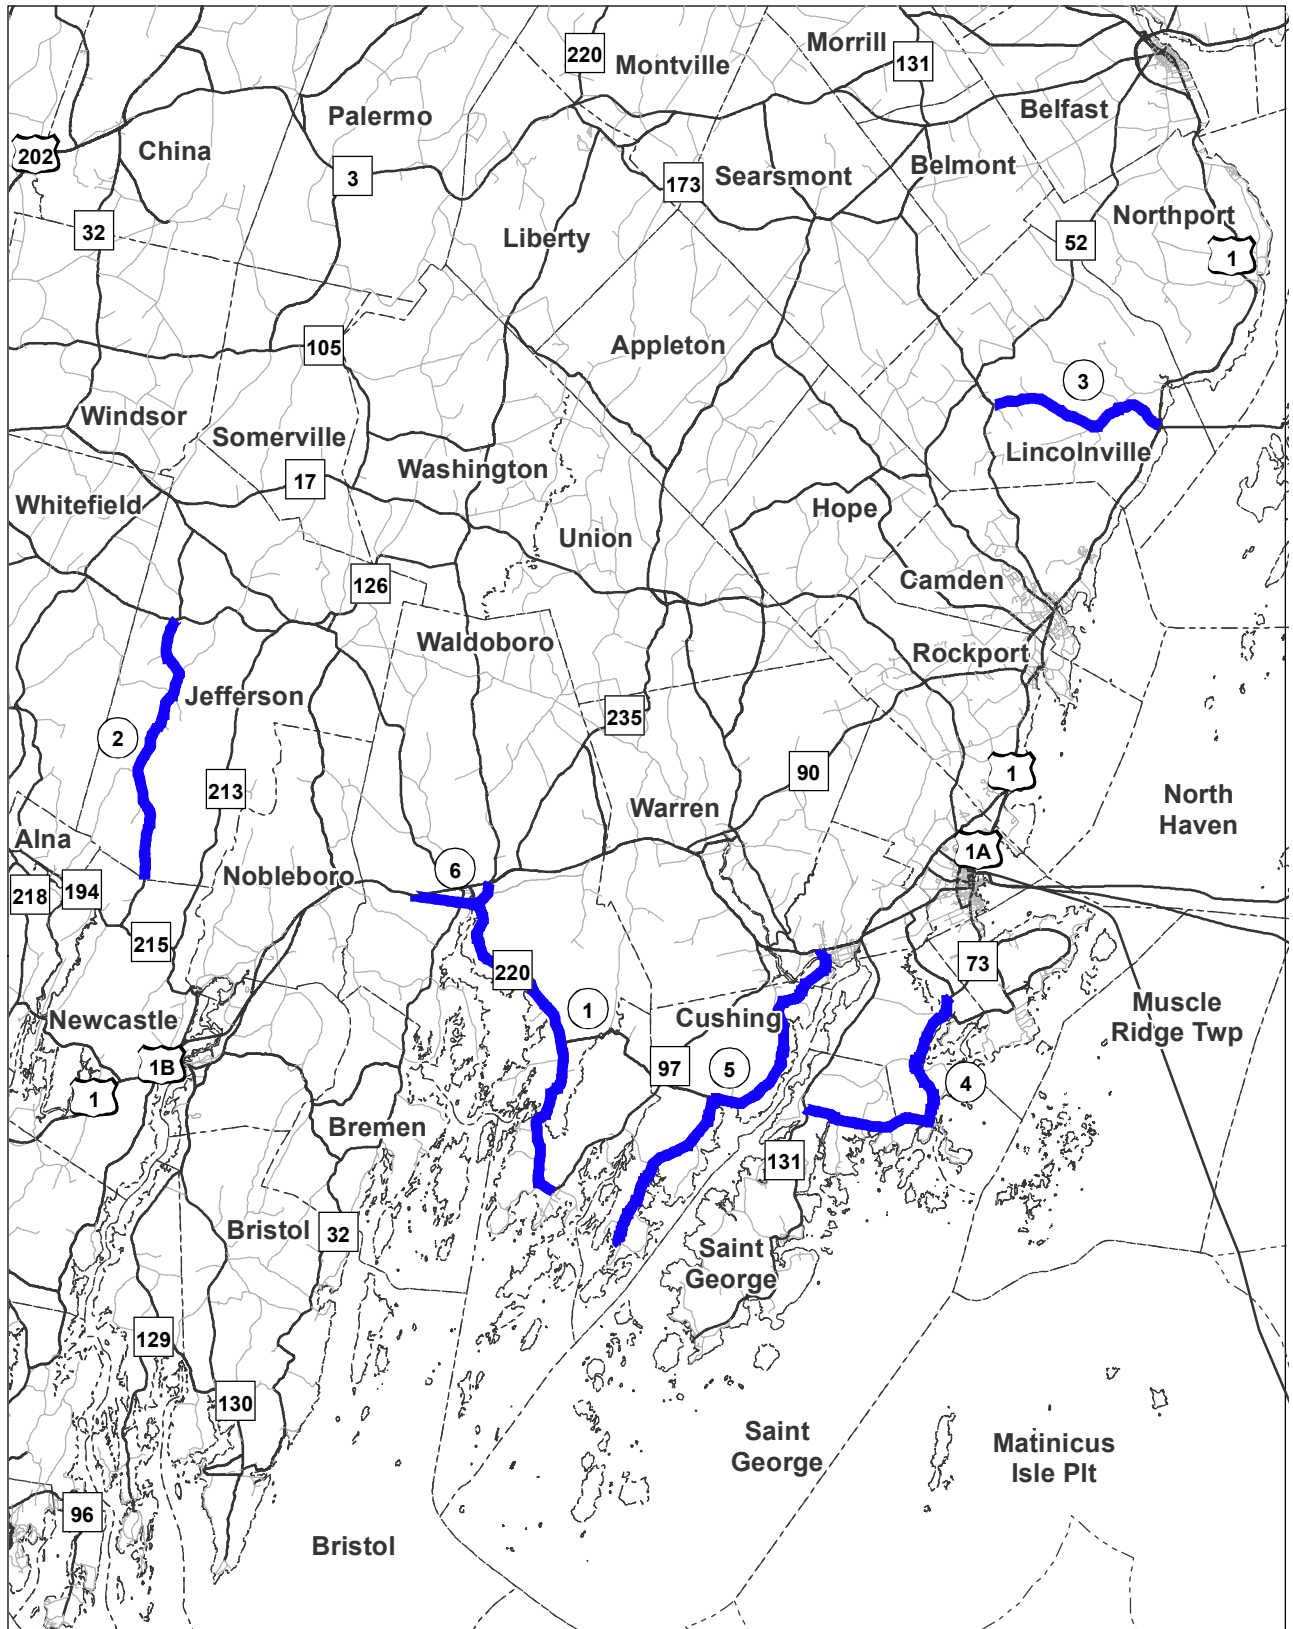 220
Montville
Morrill
131
Belfast
Palermo
202
China
3
173
Searsmont
Belmont
32
Liberty
Northport
52
1
105
Appleton
3
Windsor
Somerville
Lincolnville
17
Washington
Whitefield
Hope
Union
126
Camden
Waldoboro
Rockport
Jefferson
235
2
90
1
213
Warren
North
Haven
Alna
1A
6
Nobleboro
218
194
215
73
220
Muscle
Ridge Twp
1
Newcastle
Cushing
1B
97
5
4
1
Bremen
131
Bristol
32
Saint
George
129
130
Saint
George
Matinicus
Isle Plt
96
Bristol